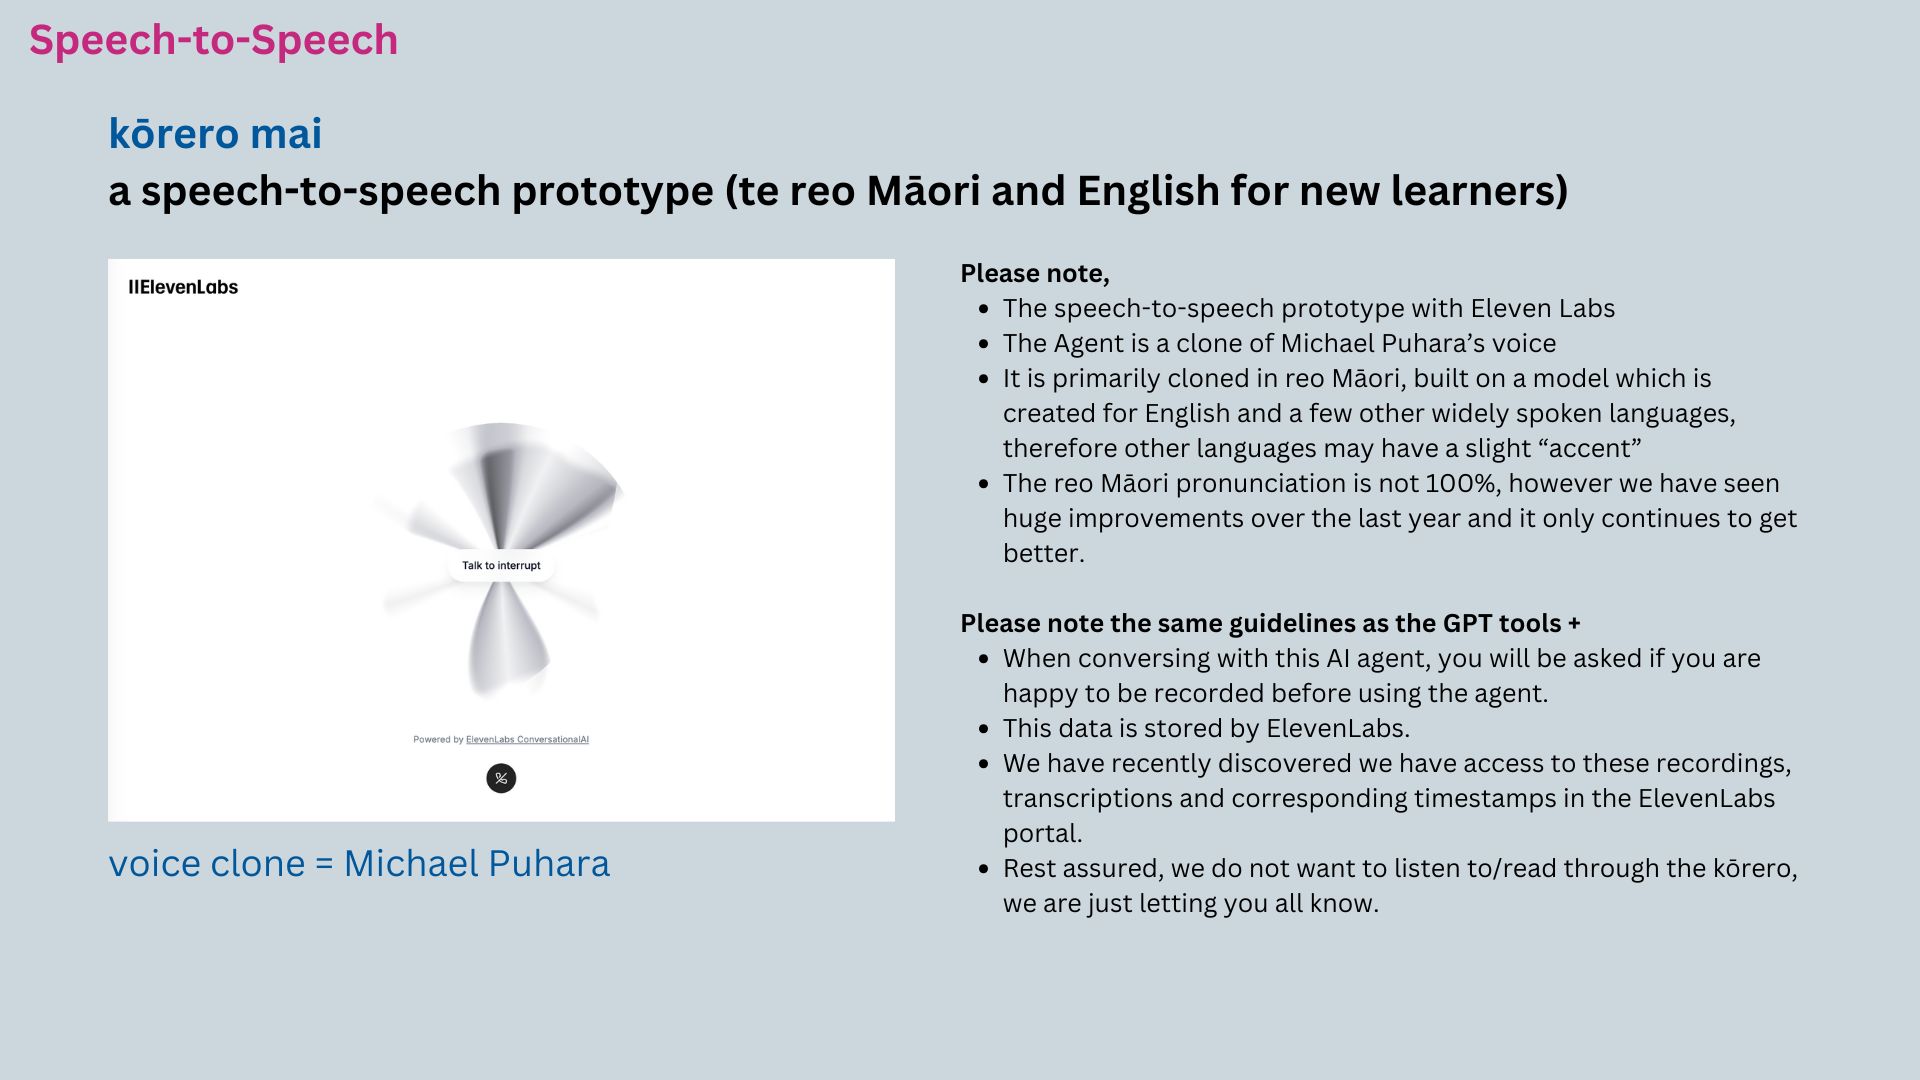 Speech-to-Speech
kōrero mai
a speech-to-speech prototype (te reo Māori and English for new learners)
IIElevenLabs
Talk to interrupt
Powered by ElevenLabs ConversationalAI
voice clone = Michael Puhara
Please note,
• The speech-to-speech prototype with Eleven Labs
• The Agent is a clone of Michael Puhara’s voice
• It is primarily cloned in reo Māori, built on a model which is
created for English and a few other widely spoken languages,
therefore other languages may have a slight “accent”
• The reo Māori pronunciation is not 100%, however we have seen
huge improvements over the last year and it only continues to get
better.
Please note the same guidelines as the GPT tools +
• When conversing with this AI agent, you will be asked if you are
happy to be recorded before using the agent.
• This data is stored by ElevenLabs.
• We have recently discovered we have access to these recordings,
transcriptions and corresponding timestamps in the ElevenLabs
portal.
• Rest assured, we do not want to listen to/read through the kōrero,
we are just letting you all know.